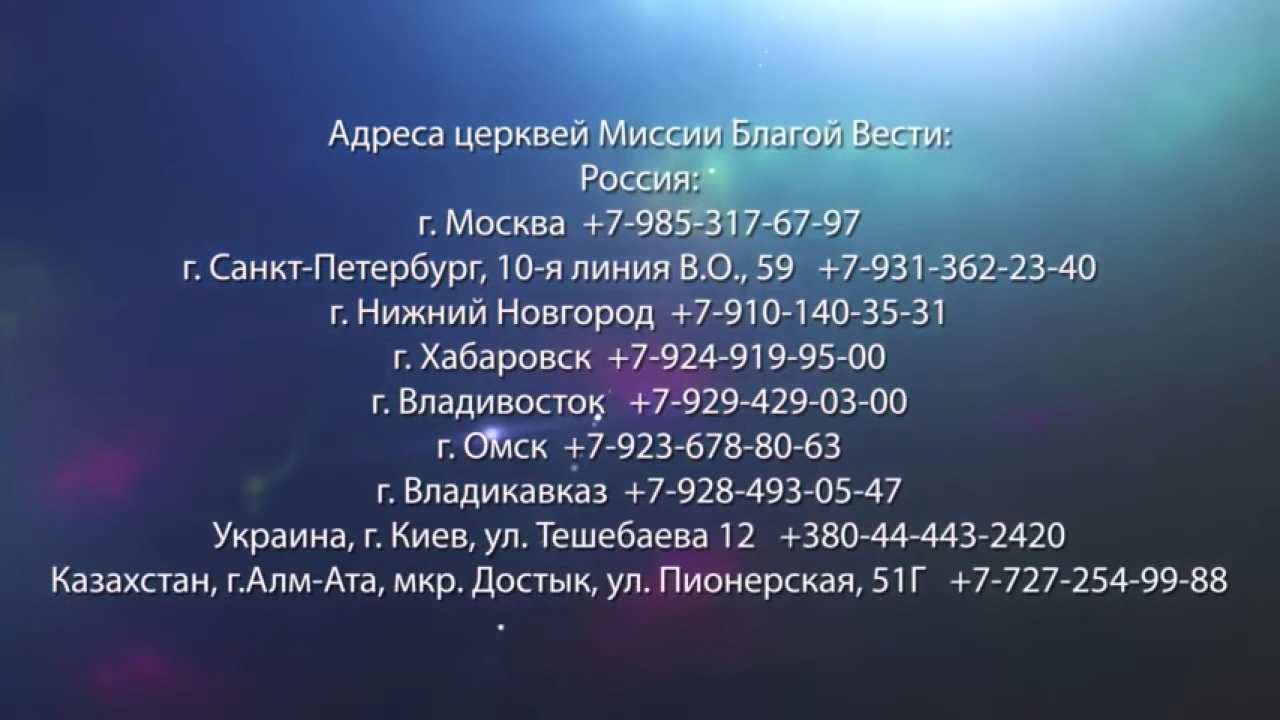 Адреса церквей Миссии Благой Вести:
Россия:
г. Москва +7-985-317-67-97
г. Санкт-Петербург, 10-я линия В.О., 59 +7-931-362-23-40
г. Нижний Новгород +7-910-140-35-31
г. Хабаровск +7-924-919-95-00
г. Владивосток +7-929-429-03-00
г. Омск +7-923-678-80-63
г. Владикавказ +7-928-493-05-47
Украина, г. Киев, ул. Тешебаева 12 +380-44-443-2420
Казахстан, г.Алм-Ата, мкр. Достык, ул. Пионерская, 51Г +7-727-254-99-88